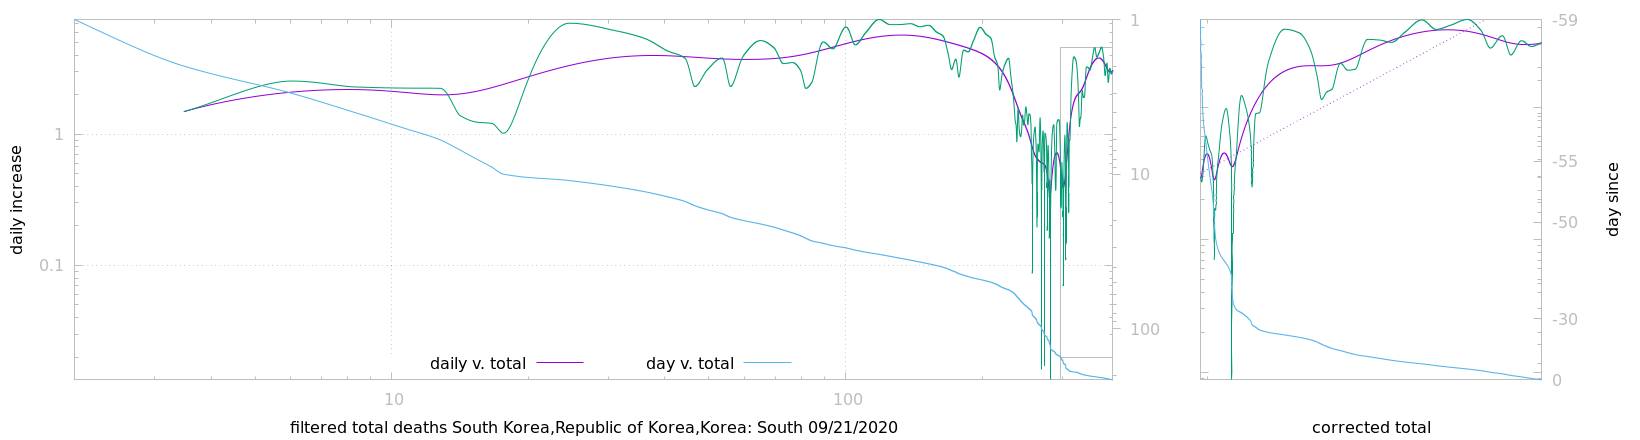 1
-59
daily increase
1
10
-55
-50
day since
0.1
-30
100
daily v. total
day v. total
0
10
100
filtered total deaths South Korea,Republic of Korea,Korea: South 09/21/2020
corrected total